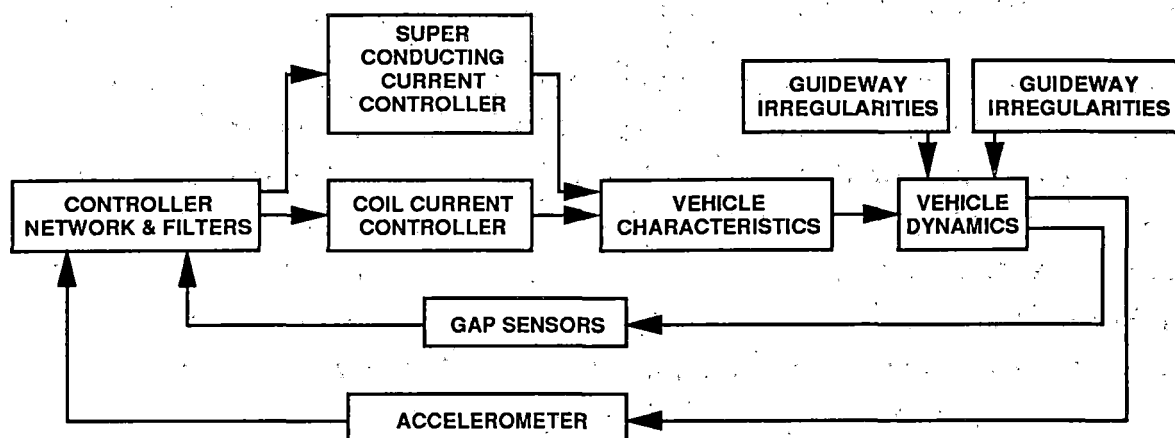 SUPER
CONDUCTING
CURRENT
CONTROLLER
GUIDEWAY
IRREGULARITIES
GUIDEWAY
IRREGULARITIES
CONTROLLER
NETWORK & FILTERS
COIL CURRENT
CONTROLLER
VEHICLE
CHARACTERISTICS
VEHICLE
DYNAMICS
GAP SENSORS
ACCELEROMETER